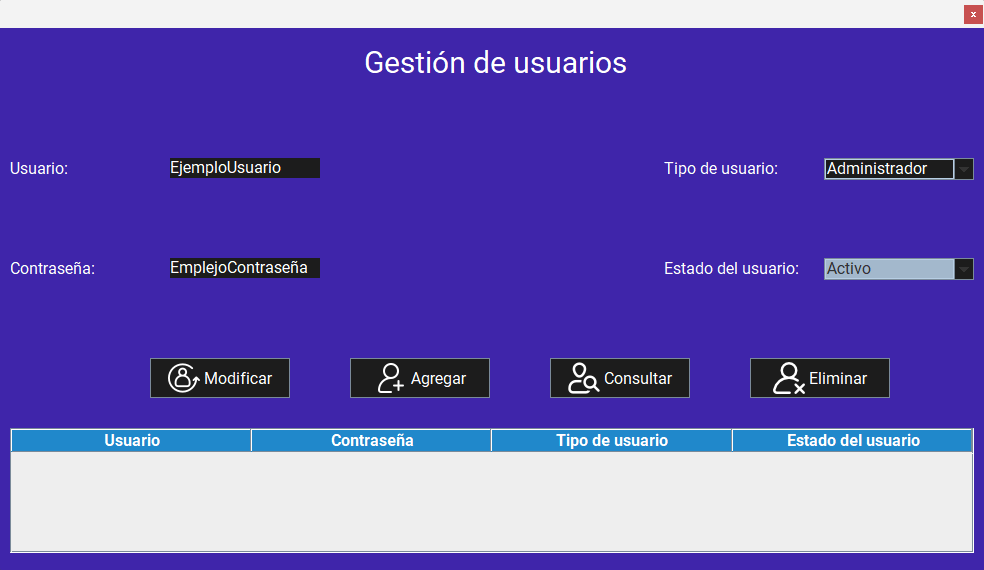 x
Gestión de usuarios
Usuario: EjemploUsuario Tipo de usuario: Administrador
Contraseña: EmplejoContraseña Estado del usuario: Activo
Modificar Agregar Consultar Eliminar
Usuario Contraseña Tipo de usuario Estado del usuario